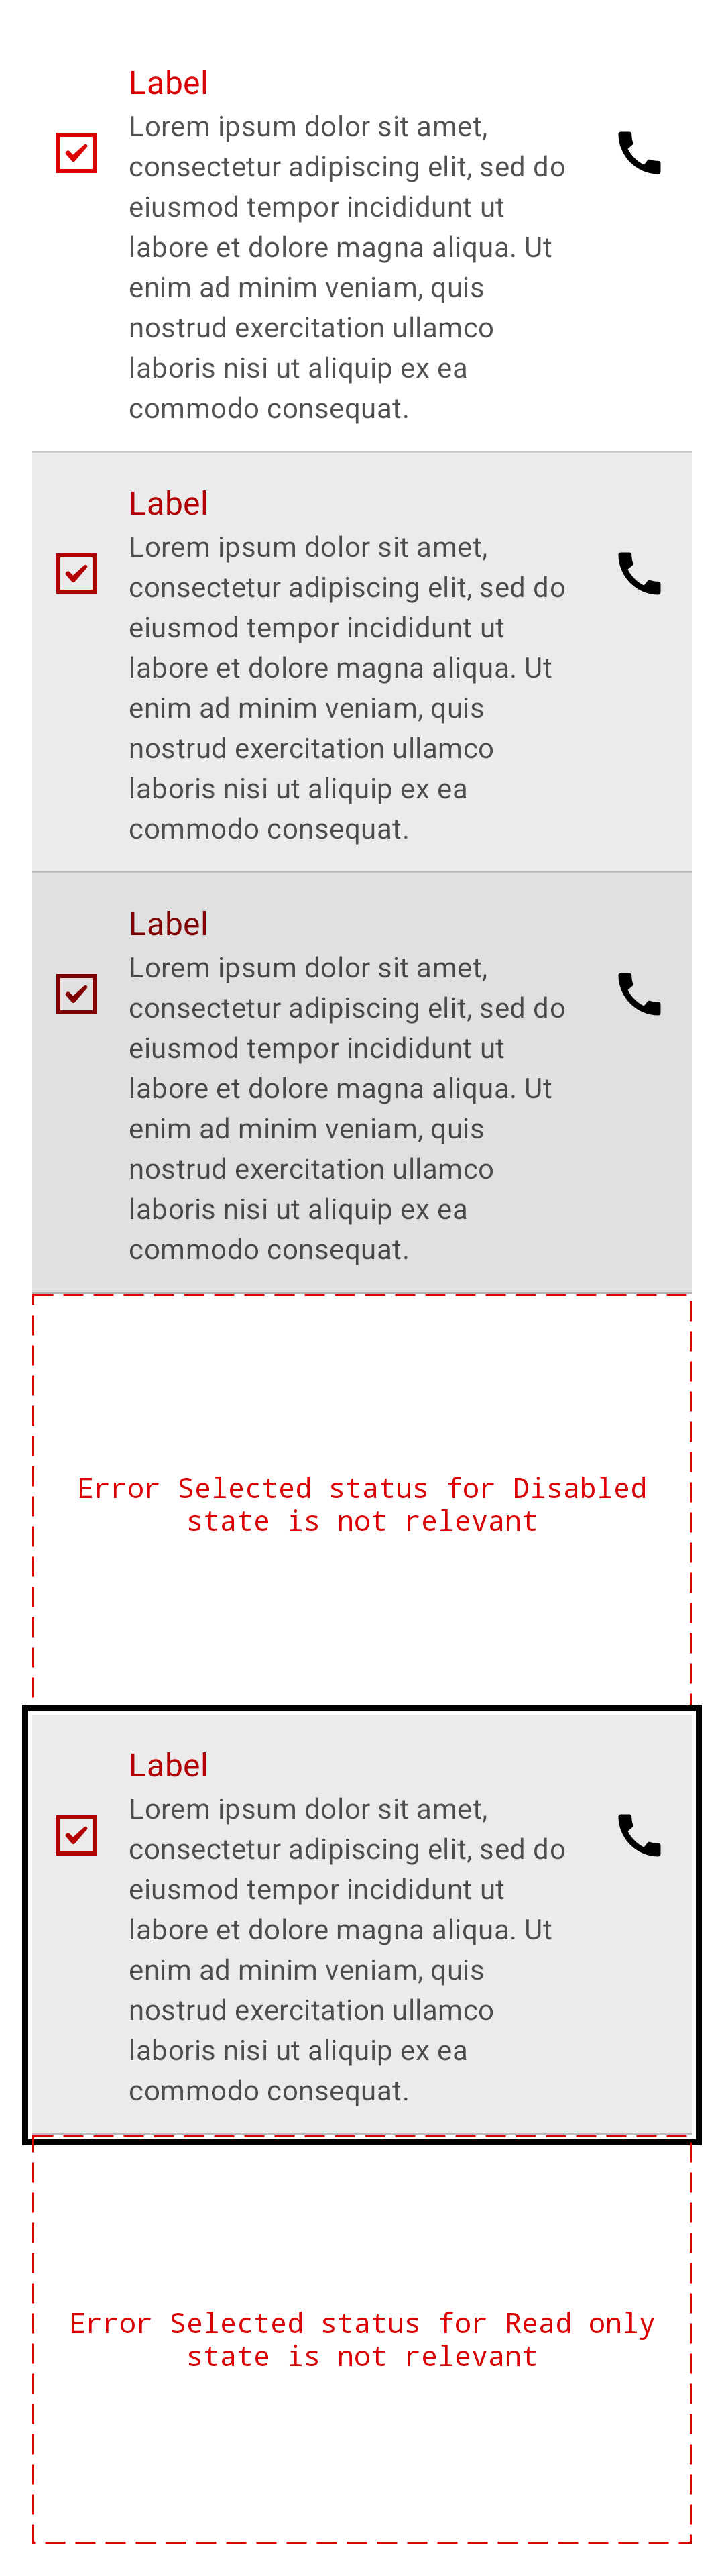 Label
Lorem ipsum dolor sit amet,
consectetur adipiscing elit, sed do
eiusmod tempor incididunt ut
labore et dolore magna aliqua. Ut
enim ad minim veniam, quis
nostrud exercitation ullamco
laboris nisi ut aliquip ex ea
commodo consequat.
Label
Lorem ipsum dolor sit amet,
consectetur adipiscing elit, sed do
eiusmod tempor incididunt ut
labore et dolore magna aliqua. Ut
enim ad minim veniam, quis
nostrud exercitation ullamco
laboris nisi ut aliquip ex ea
commodo consequat.
Label
Lorem ipsum dolor sit amet,
consectetur adipiscing elit, sed do
eiusmod tempor incididunt ut
labore et dolore magna aliqua. Ut
enim ad minim veniam, quis
nostrud exercitation ullamco
laboris nisi ut aliquip ex ea
commodo consequat.
Error Selected status for Disabled
state is not relevant
Label
Lorem ipsum dolor sit amet,
consectetur adipiscing elit, sed do
eiusmod tempor incididunt ut
labore et dolore magna aliqua. Ut
enim ad minim veniam, quis
nostrud exercitation ullamco
laboris nisi ut aliquip ex ea
commodo consequat.
Error Selected status for Read only
state is not relevant